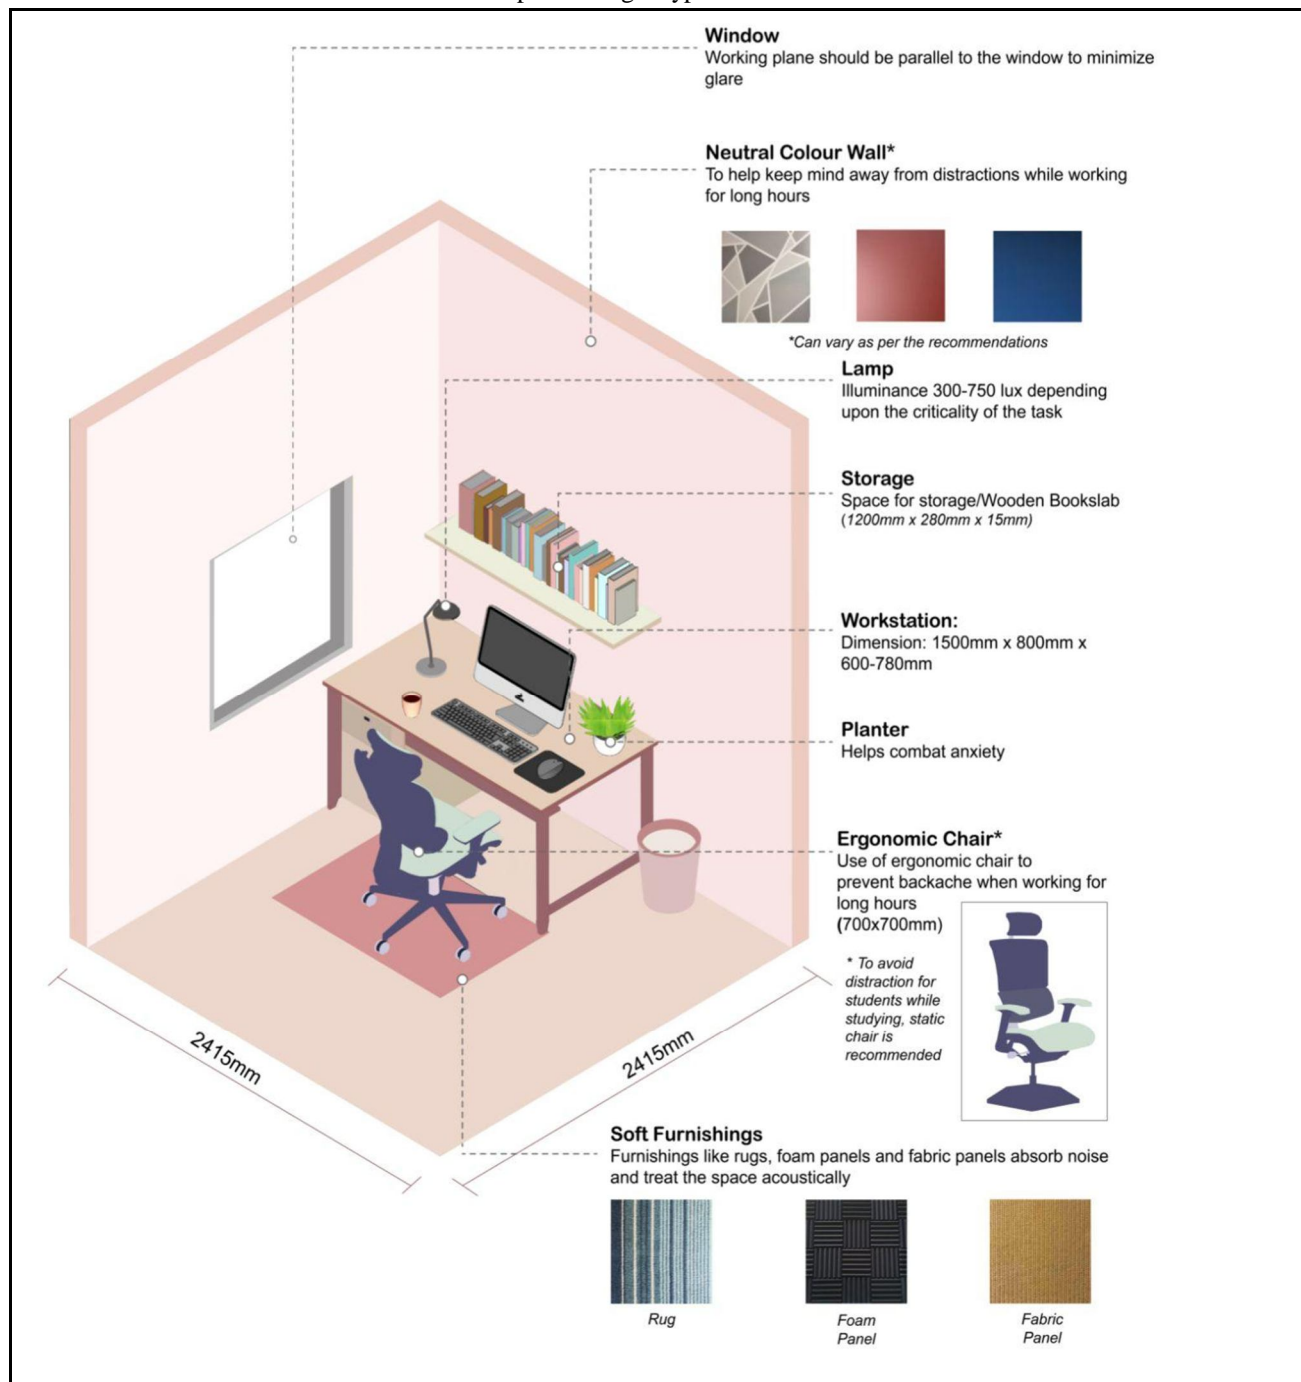 Window
Working plane should be parallel to the window to minimize
glare
Neutral Colour Wall*
To help keep mind away from distractions while working
for long hours
*Can vary as per the recommendations
Lamp
Illuminance 300-750 lux depending
upon the criticality of the task
Storage
Space for storage/Wooden Bookslab
(1200mm x 280mm x 15mm)
Workstation:
Dimension: 1500mm x 800mm x
600-780mm
Planter
Helps combat anxiety
Ergonomic Chair*
Use of ergonomic chair to
prevent backache when working for
long hours
(700x700mm)
* To avoid
distraction for
students while
studying, static
chair is
recommended
2415mm
2415mm
Soft Furnishings
Furnishings like rugs, foam panels and fabric panels absorb noise
and treat the space acoustically
Rug
Foam
Panel
Fabric
Panel